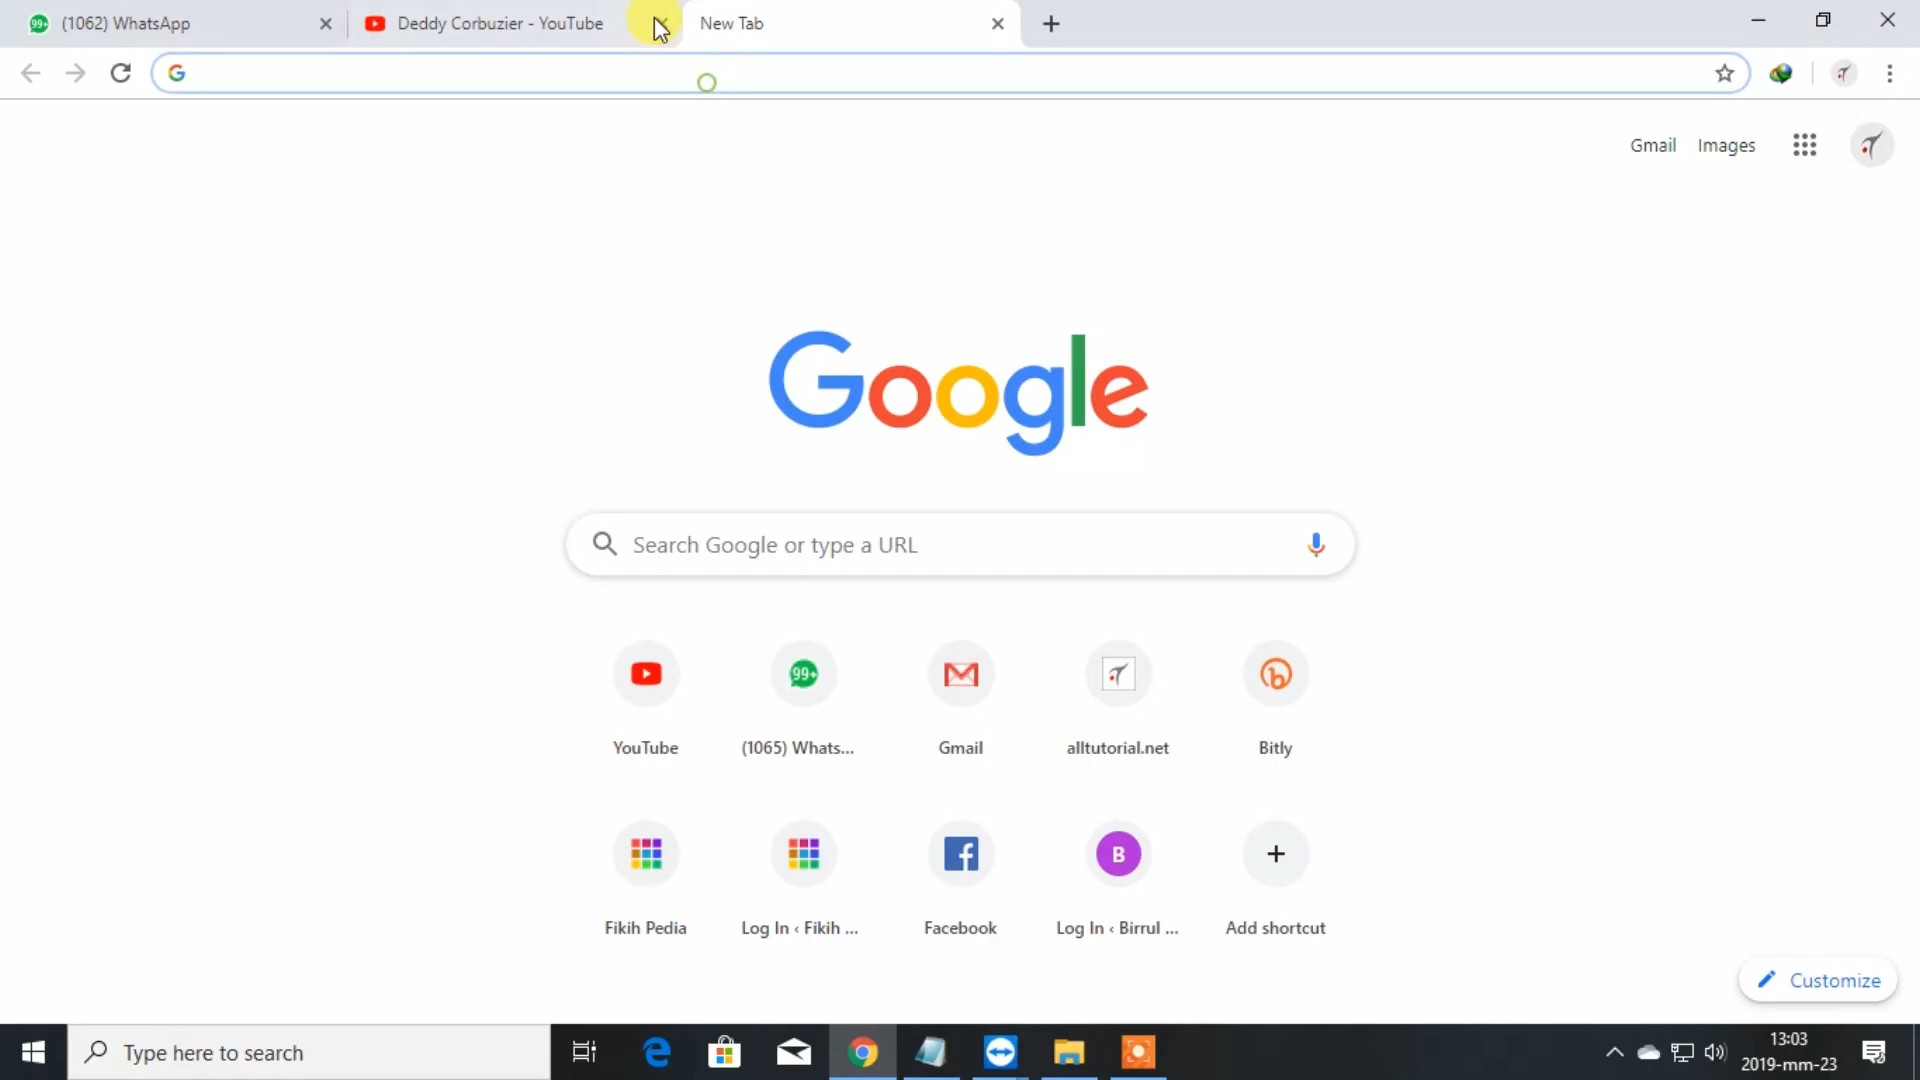 (1062) WhatsApp
Deddy Corbuzier - YouTube
New Tab
Gmail
Images
Google
Search Google or type a URL
99+
YouTube
(1065) Whats...
Gmail
alltutorial.net
Bitly
B
Fikih Pedia
Log In ‹ Fikih ...
Facebook
Log In ‹ Birrul ...
Add shortcut
Customize
Type here to search
13:03
2019-mm-23